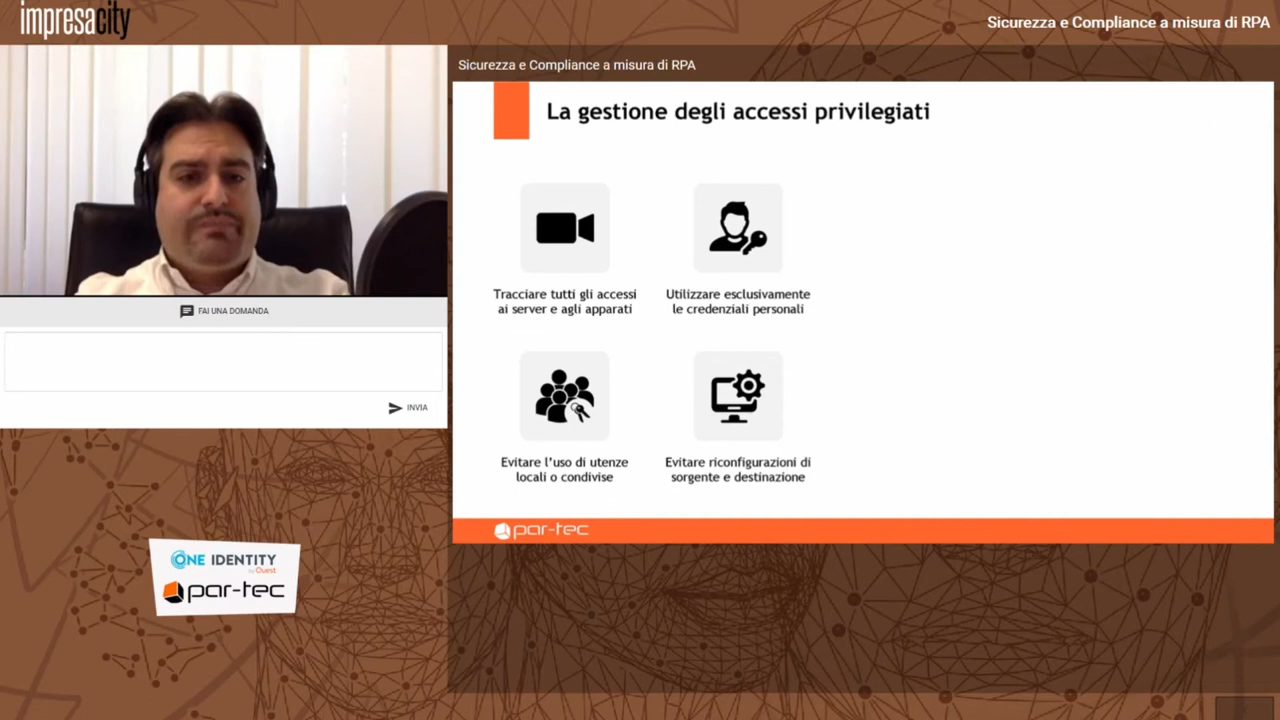 impresacity
Sicurezza e Compliance a misura di RPA
Sicurezza e Compliance a misura di RPA
La gestione degli accessi privilegiati
Tracciare tutti gli accessi
ai server e agli apparati
Utilizzare esclusivamente
le credenziali personali
Evitare l'uso di utenze
locali o condivise
Evitare riconfigurazioni di
sorgente e destinazione
par-tec
FAI UNA DOMANDA
INVIA
ONE IDENTITY
by Quest
par-tec